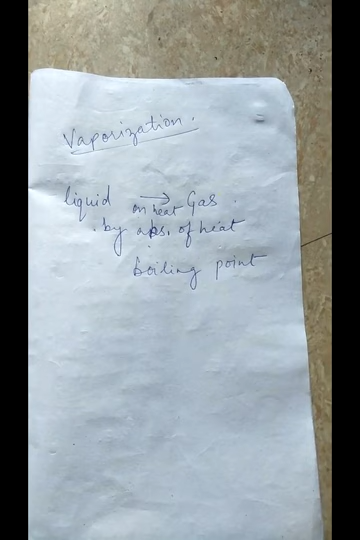 Vaporization.
liquid → Gas.
on heat
. by abs. of heat
boiling point